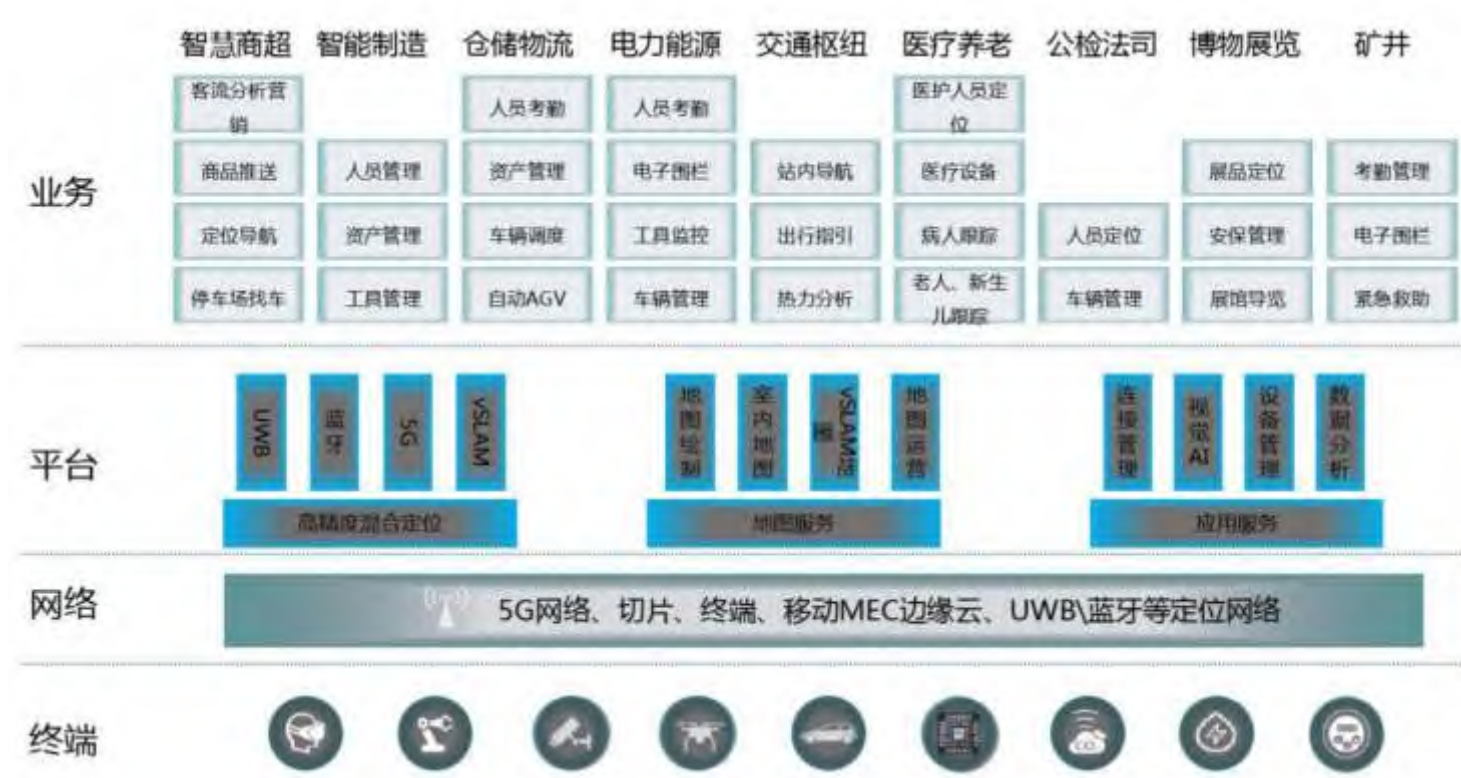 智慧商超 智能制造 仓储物流 电力能源 交通枢纽 医疗养老 公检法司 博物展览 矿井
客流分析营
销
人员考勤 人员考勤
医护人员定
位
业务
商品推送 人员管理 资产管理 电子围栏 站内导航 医疗设备 展品定位 考勤管理
定位导航 资产管理 车辆调度 工具监控 出行指引 病人跟踪 人员定位 安保管理 电子围栏
停车场找车 工具管理 自动AGV 车辆管理 热力分析
老人、新生
儿跟踪
车辆管理 展馆导览 紧急救助
平台
UWB 蓝牙 5G vSLAM
地图绘制 室内地图 vSLAM
图 地图运营
连接管理 视觉AI 设备管理 数据分析
高精度混合定位 地图服务 应用服务
网络
5G网络、切片、终端、移动MEC边缘云、UWB\蓝牙等定位网络
终端
CO₂